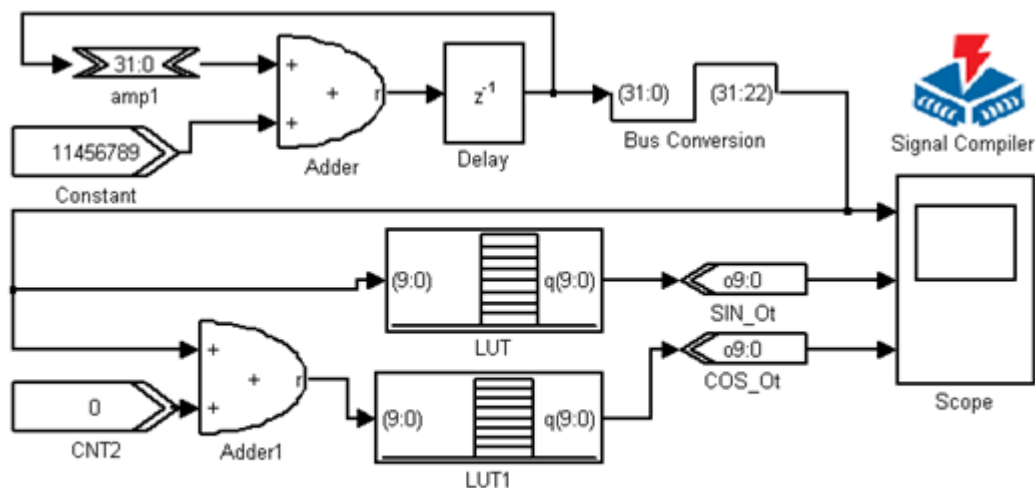 31:0
amp1
+
+
+
r
Adder
11456789
Constant
z⁻¹
Delay
(31:0)
(31:22)
Bus Conversion
Signal Compiler
(9:0)
q(9:0)
LUT
o9:0
SIN_Ot
+
+
+
r
Adder1
0
CNT2
(9:0)
q(9:0)
LUT1
o9:0
COS_Ot
Scope